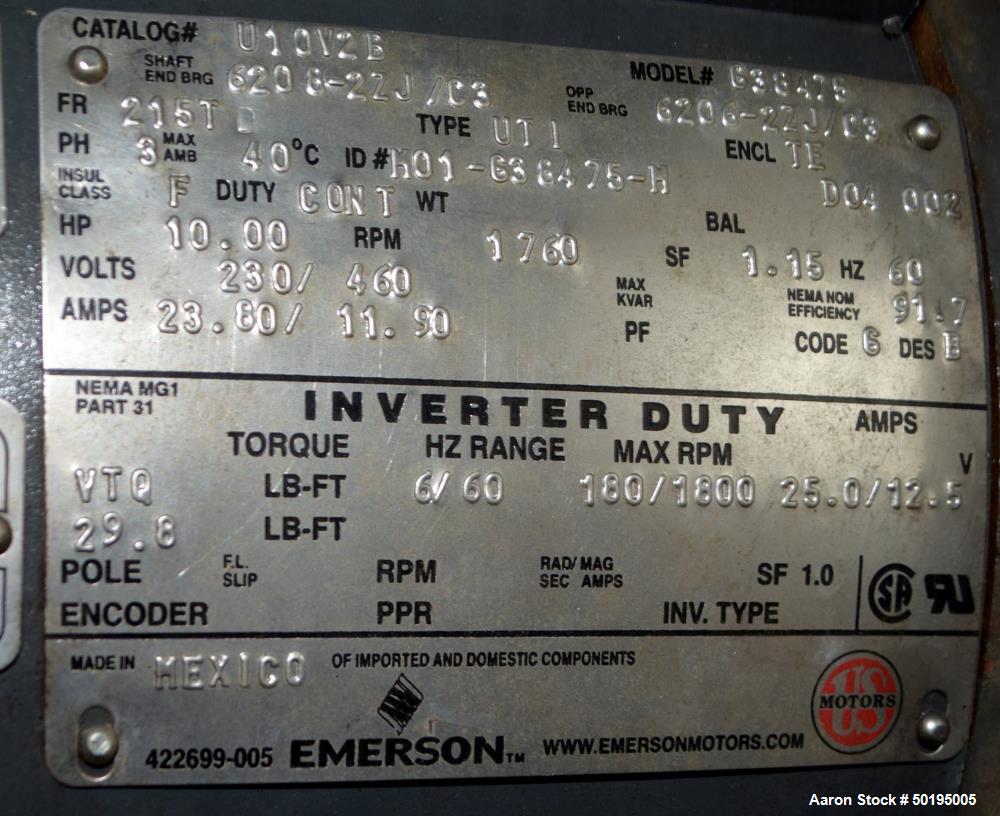 CATALOG# U10V2B
MODEL# G38475
SHAFT END BRG 6208-2ZJ/C3 OPP END BRG 6206-2ZJ/C3
FR 215T D TYPE UT1 ENCL TE
PH 3 MAX AMB 40°C ID# H01-G38475-M D04 002
INSUL CLASS F DUTY CONT WT BAL
HP 10.00 RPM 1760 SF 1.15 HZ 60
VOLTS 230/ 460 MAX KVAR NEMA NOM EFFICIENCY 91.7
AMPS 23.80/ 11.90 PF CODE G DES B
NEMA MG1 PART 31 INVERTER DUTY AMPS
TORQUE HZ RANGE MAX RPM V
VTQ LB-FT 6/60 180/1800 25.0/12.5
29.8 LB-FT
POLE F.L. SLIP RPM RAD/ MAG SEC AMPS SF 1.0
ENCODER PPR INV. TYPE
SA
MADE IN MEXICO OF IMPORTED AND DOMESTIC COMPONENTS
422699-005 EMERSON™ WWW.EMERSONMOTORS.COM
US MOTORS
Aaron Stock # 50195005